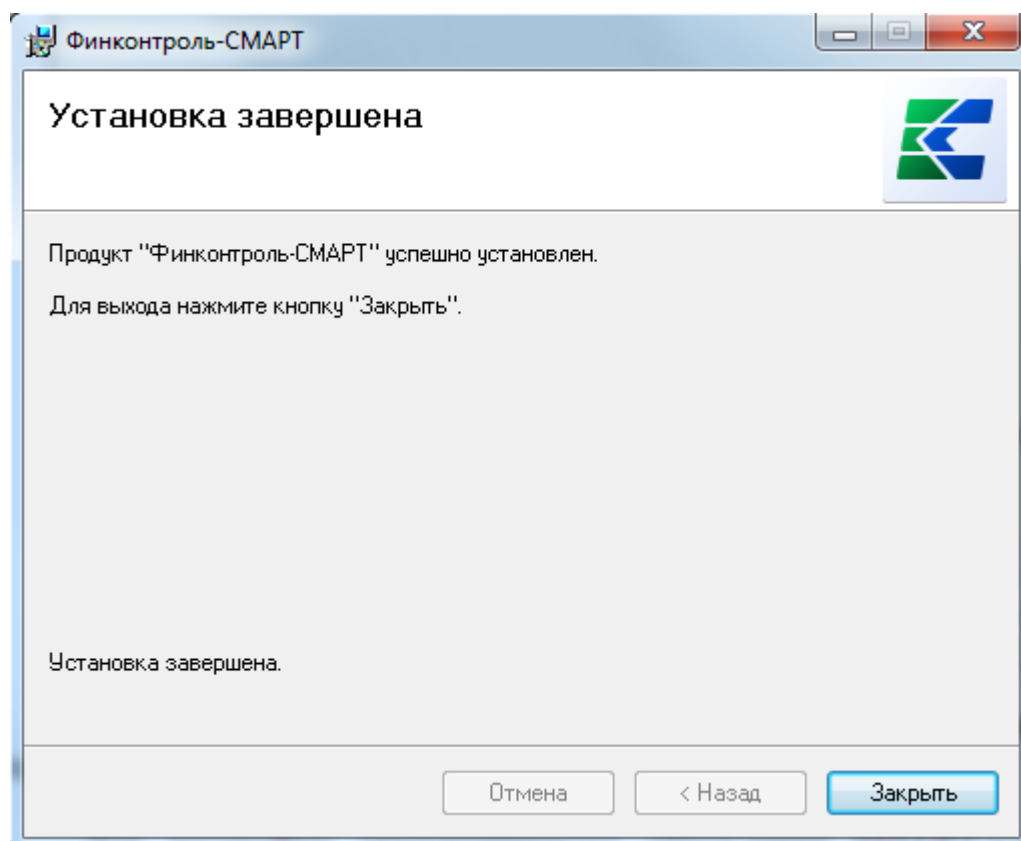 Финконтроль-СМАРТ
Установка завершена
Продукт "Финконтроль-СМАРТ" успешно установлен.
Для выхода нажмите кнопку "Закрыть".
Установка завершена.
Отмена
< Назад
Закрыть